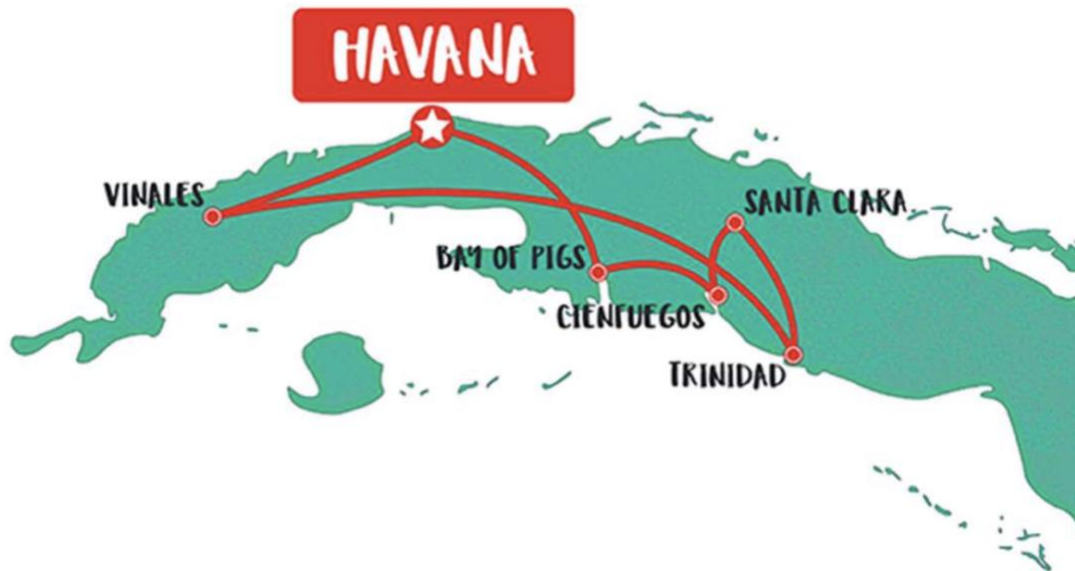 HAVANA
VINALES
SANTA CLARA
BAY OF PIGS
CIENFUEGOS
TRINIDAD